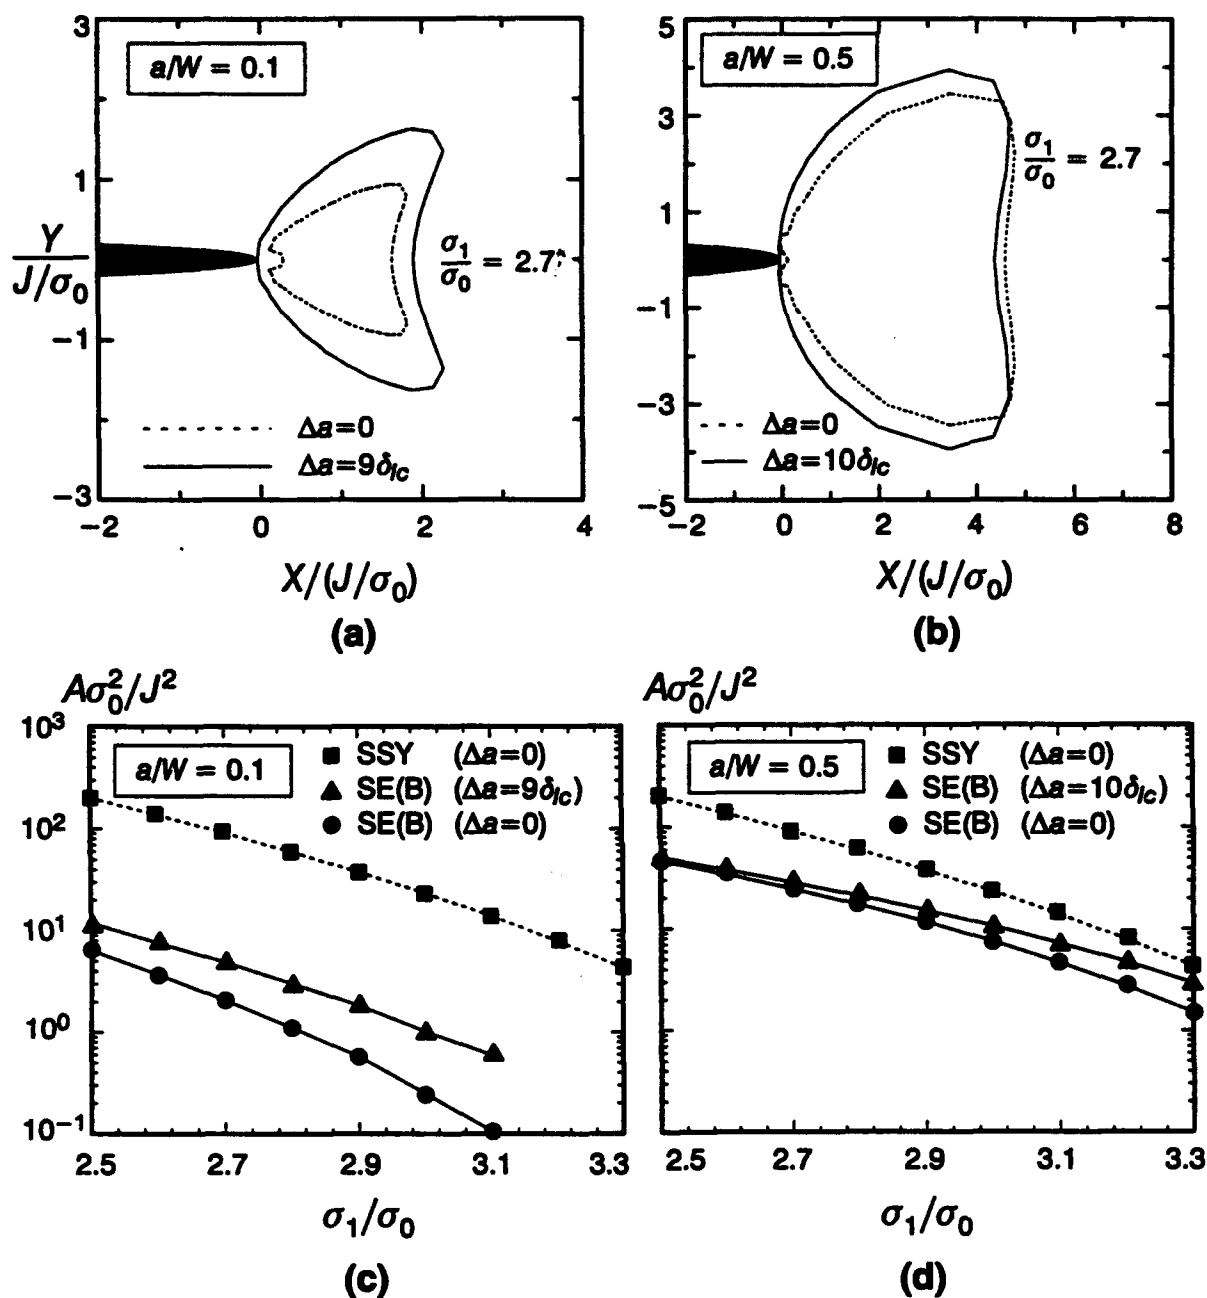 3
1
-1
-3
Y
J/σ0
a/W = 0.1
σ1
σ0 = 2.7
Δa=0
Δa=9δIc
-2 0 2 4
X/(J/σ0)
(a)
5
3
1
-1
-3
-5
a/W = 0.5
σ1
σ0 = 2.7
Δa=0
Δa=10δIc
-2 0 2 4 6 8
X/(J/σ0)
(b)
Aσ0²/J²
10³
10²
10¹
10⁰
10⁻¹
a/W = 0.1
SSY (Δa=0)
SE(B) (Δa=9δIc)
SE(B) (Δa=0)
2.5 2.7 2.9 3.1 3.3
σ1/σ0
(c)
Aσ0²/J²
a/W = 0.5
SSY (Δa=0)
SE(B) (Δa=10δIc)
SE(B) (Δa=0)
2.5 2.7 2.9 3.1 3.3
σ1/σ0
(d)